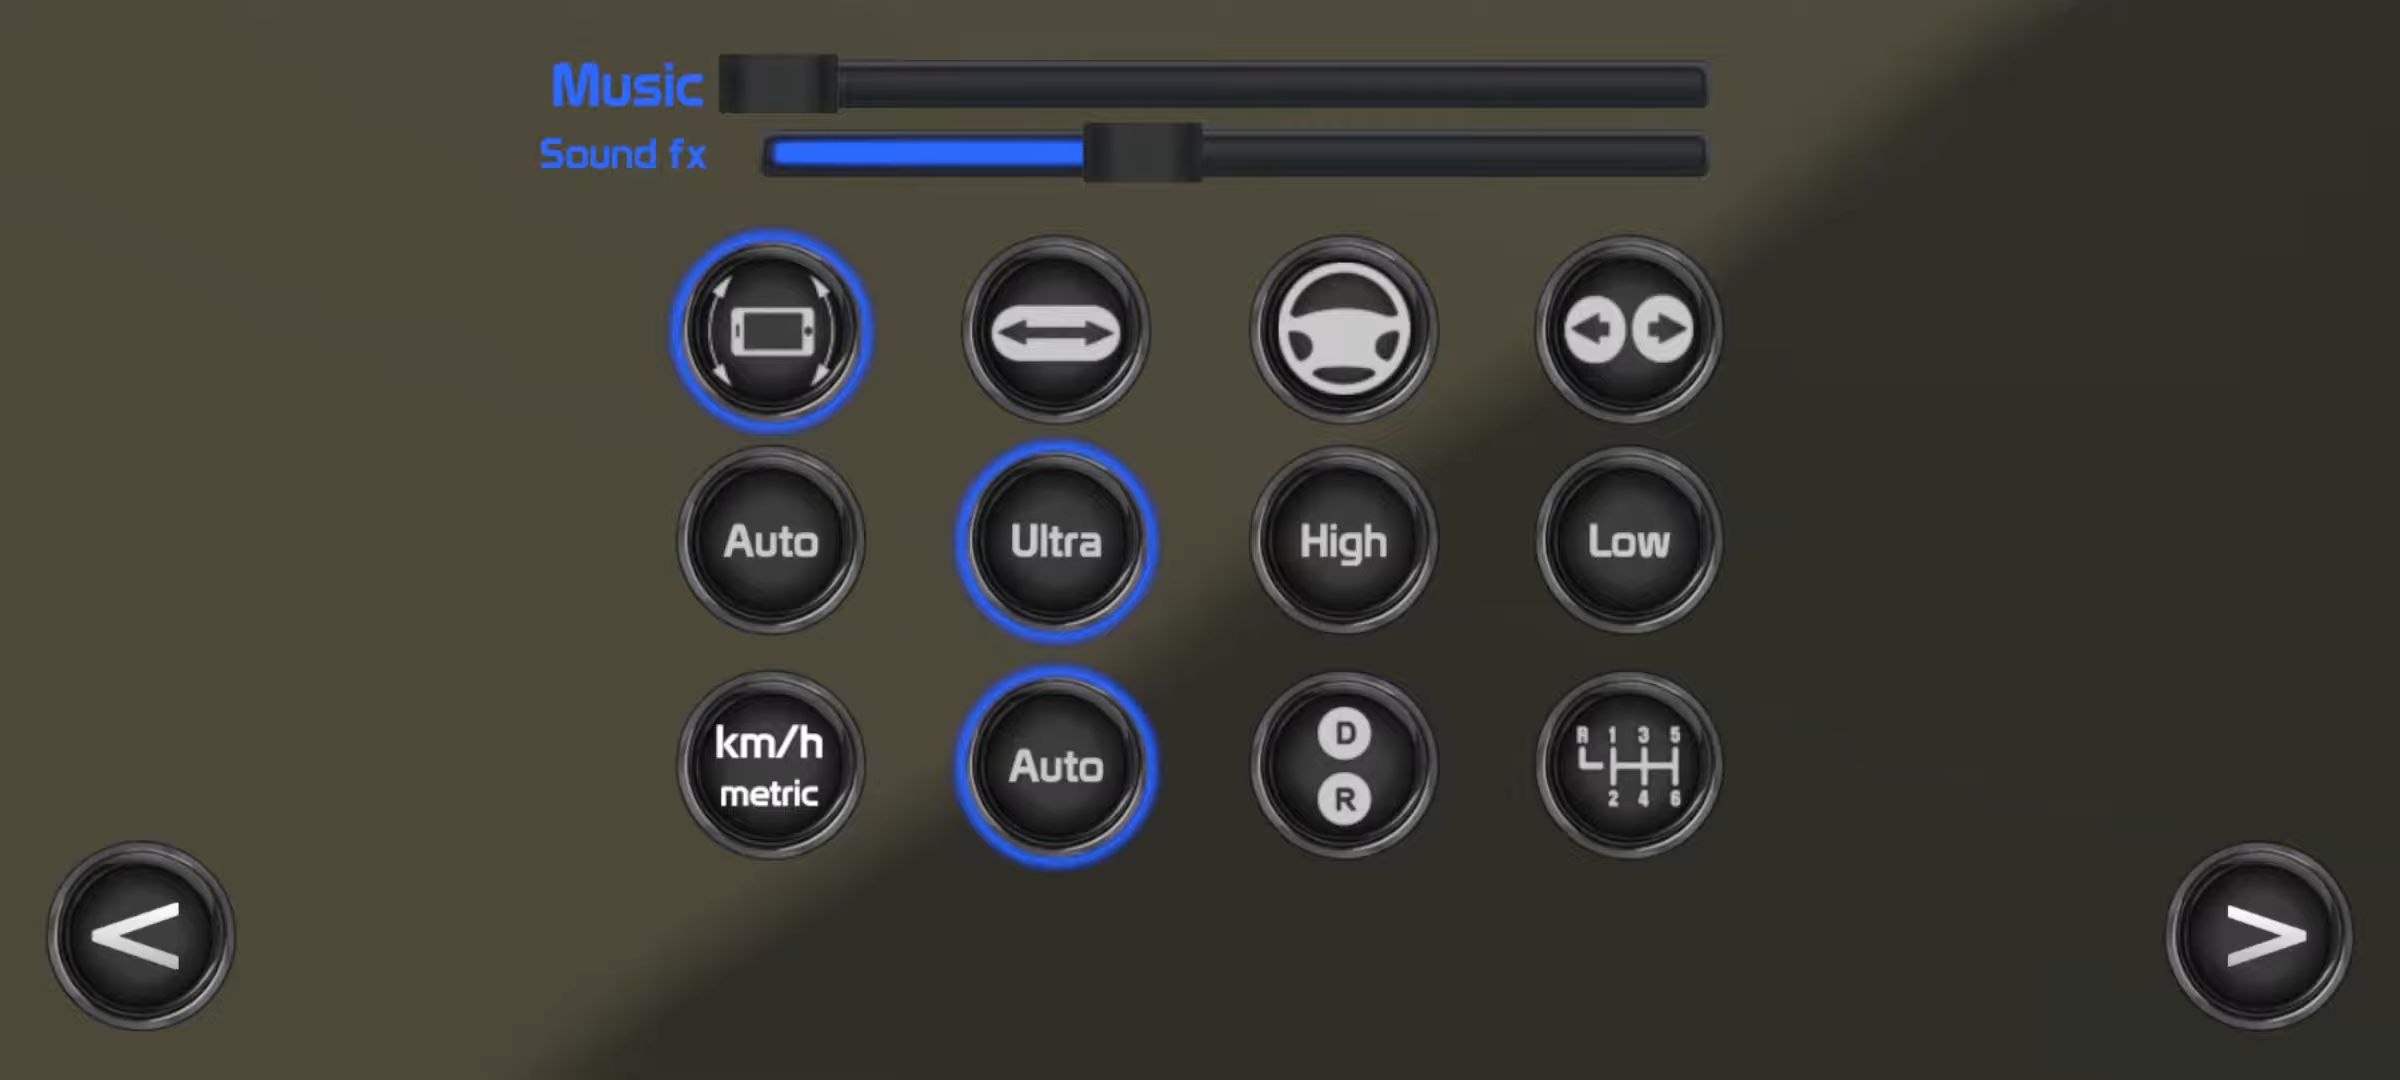 Music
Sound fx
Auto Ultra High Low
km/h
metric
Auto
D
R
R 1 3 5
2 4 6
<
>